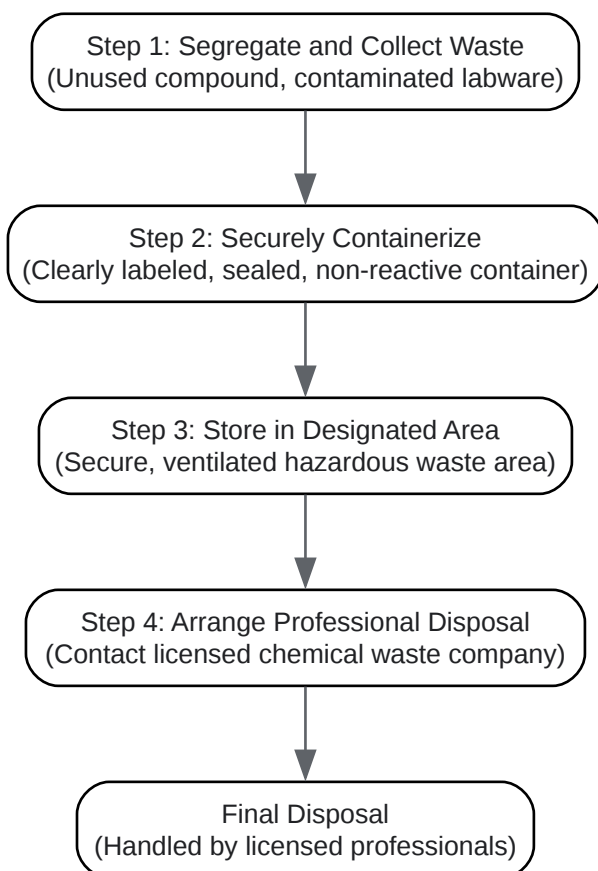 Step 1: Segregate and Collect Waste
(Unused compound, contaminated labware)
Step 2: Securely Containerize
(Clearly labeled, sealed, non-reactive container)
Step 3: Store in Designated Area
(Secure, ventilated hazardous waste area)
Step 4: Arrange Professional Disposal
(Contact licensed chemical waste company)
Final Disposal
(Handled by licensed professionals)